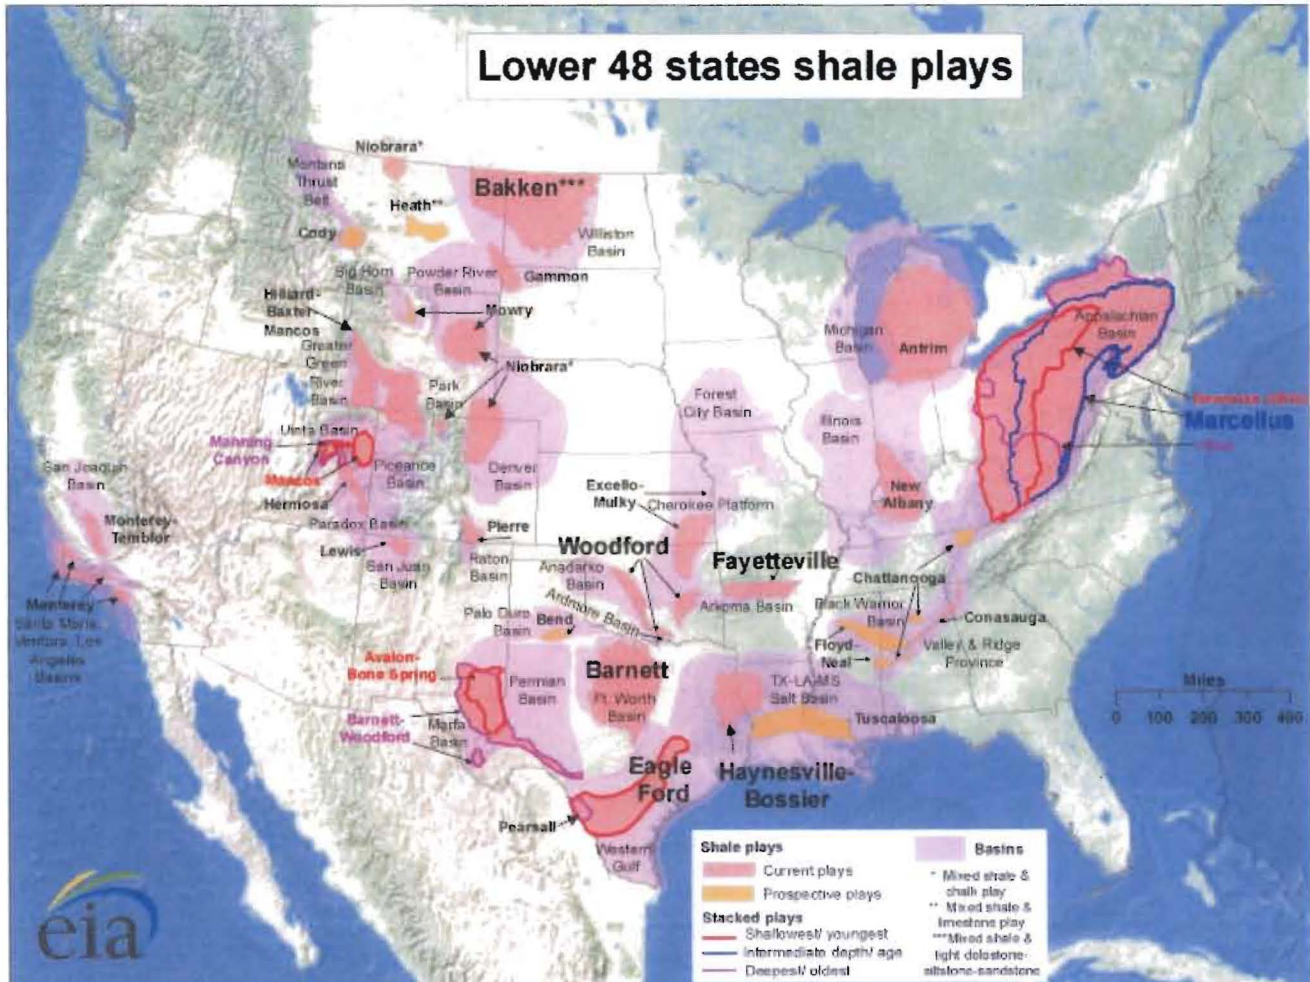 Lower 48 states shale plays
Niobrara*
Montana
Thrust
Belt
Bakken***
Heath**
Cody
Williston
Basin
Big Horn
Basin
Powder River
Basin
Gammon
Hilliard-
Baxter
Mancos
Mowry
Greater
Green
River
Basin
Niobrara*
Park
Basin
Michigan
Basin
Antrim
Appalachian
Basin
Marcellus
Forest
City Basin
Illinois
Basin
Uinta Basin
Manning
Canyon
Mancos
Piceance
Basin
Denver
Basin
San Joaquin
Basin
Hermosa
Excello-
Mulky
Cherokee Platform
New
Albany
Monterey-
Temblor
Paradox Basin
Lewis
San Juan
Basin
Pierre
Raton
Basin
Woodford
Anadarko
Basin
Fayetteville
Chattanooga
Arkoma Basin
Ardmore Basin
Black Warrior
Basin
Conasauga
Monterey
Santa Maria,
Ventura, Los
Angeles
Basins
Palo Duro
Basin
Bend
Floyd-
Neal
Valley & Ridge
Province
Avalon-
Bone Spring
Permian
Basin
Barnett
Ft. Worth
Basin
TX-LA-MS
Salt Basin
Tuscaloosa
Barnett-
Woodford
Marfa
Basin
Eagle
Ford
Haynesville-
Bossier
Pearsall
Western
Gulf
Miles
0 100 200 300 400
Shale plays
Current plays
Prospective plays
Stacked plays
Shallowest/ youngest
Intermediate depth/ age
Deepest/ oldest
Basins
* Mixed shale &
chalk play
** Mixed shale &
limestone play
***Mixed shale &
tight dolostone-
siltstone-sandstone
eia